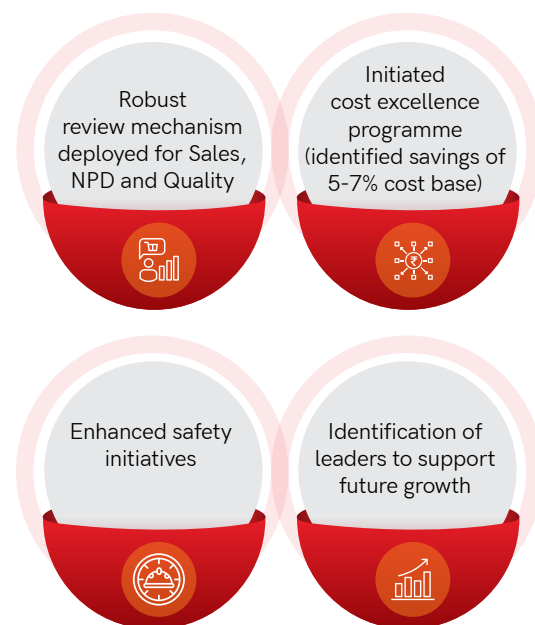 Robust
review mechanism
deployed for Sales,
NPD and Quality
Initiated
cost excellence
programme
(identified savings of
5-7% cost base)
₹
Enhanced safety
initiatives
Identification of
leaders to support
future growth